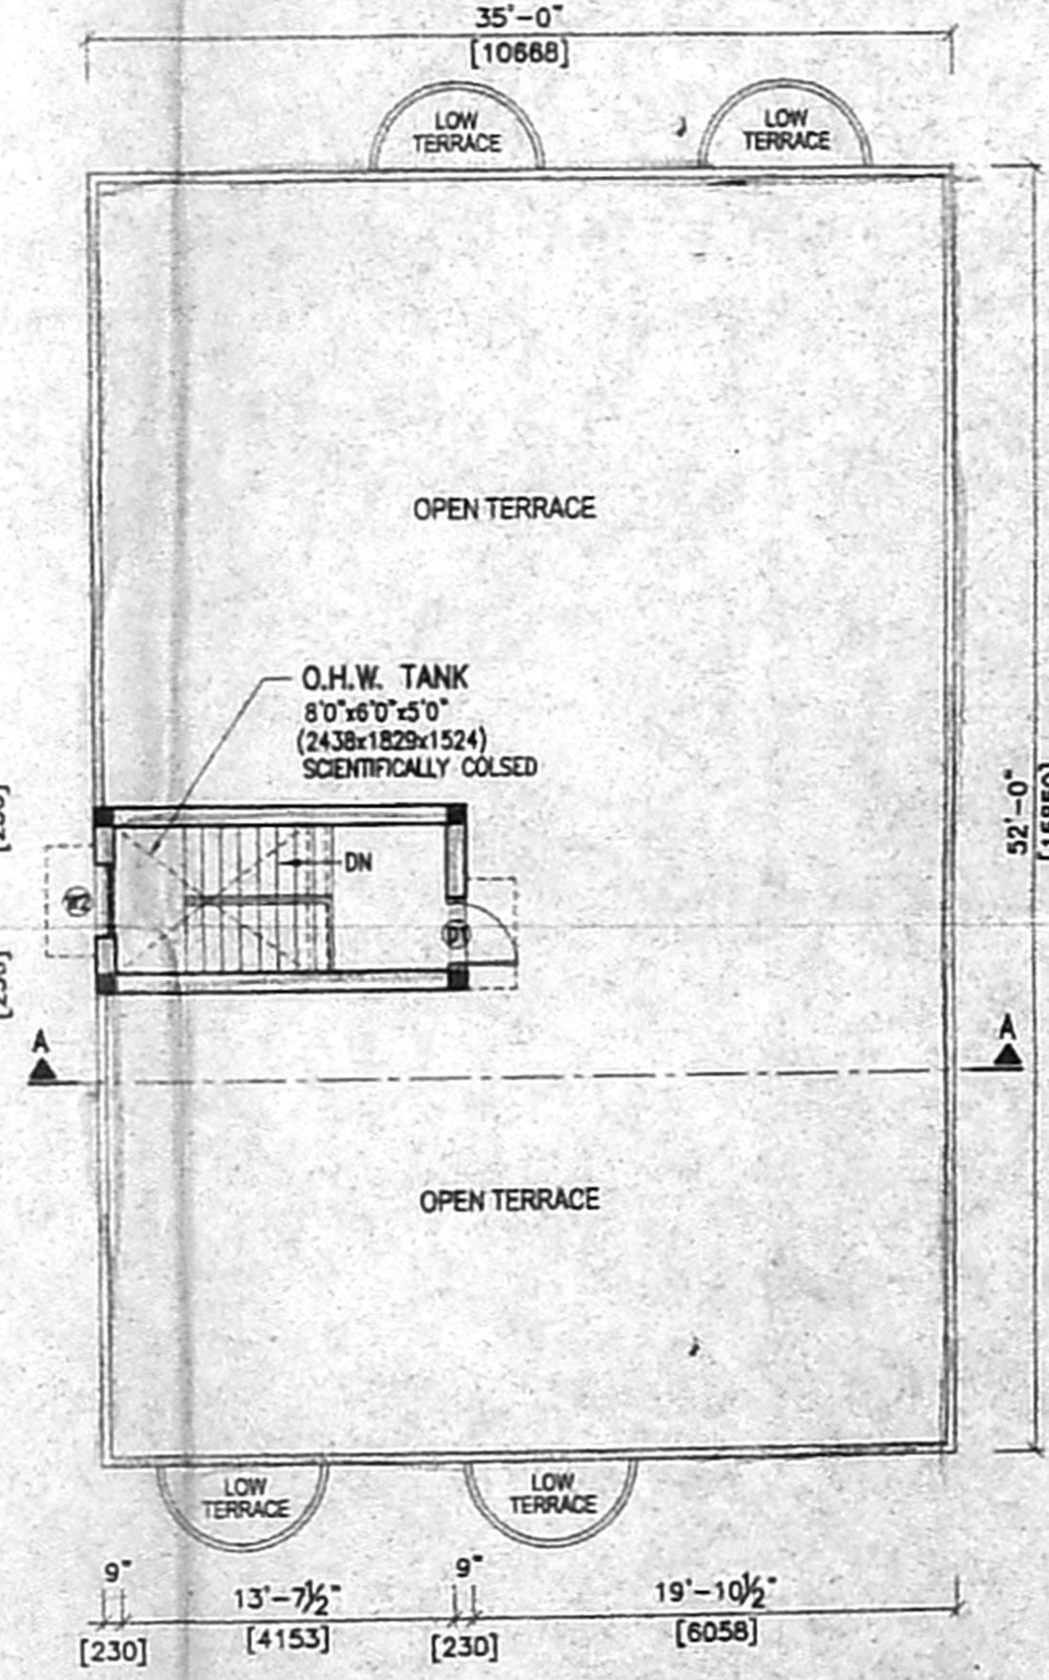 35'-0"
[10668]
LOW
TERRACE
LOW
TERRACE
OPEN TERRACE
O.H.W. TANK
8'0"x6'0"x5'0"
(2438x1829x1524)
SCIENTIFICALLY COLSED
DN
D1
52'-0"
A
A
OPEN TERRACE
LOW
TERRACE
LOW
TERRACE
9"
13'-7½"
9"
19'-10½"
[230]
[4153]
[230]
[6058]